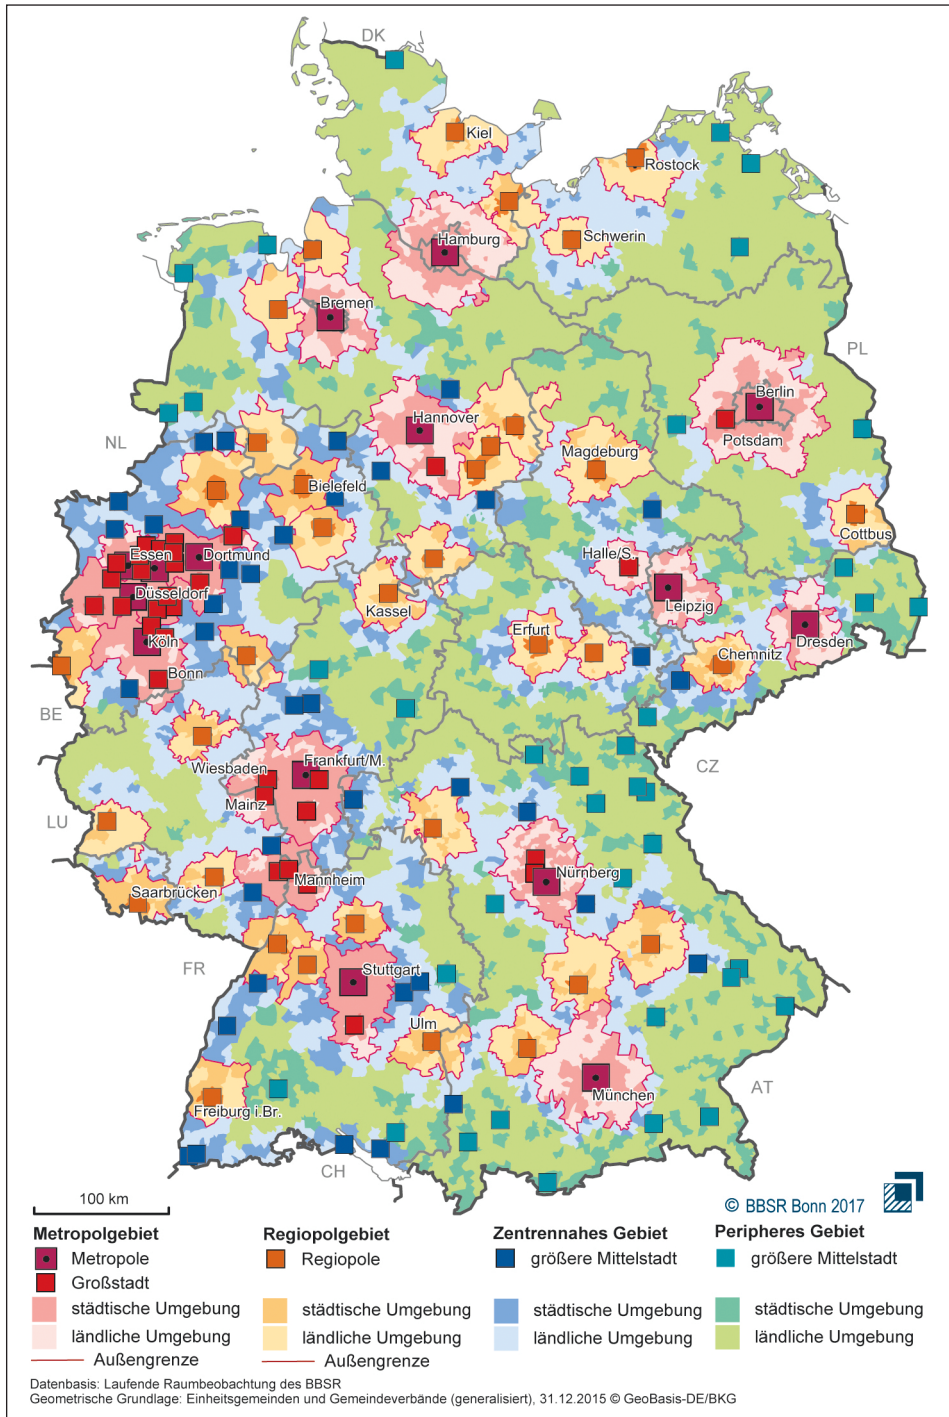 DK
Kiel
Rostock
Hamburg
Schwerin
Bremen
PL
Berlin
Hannover
Potsdam
NL
Magdeburg
Bielefeld
Cottbus
Essen
Dortmund
Halle/S.
Düsseldorf
Leipzig
Kassel
Erfurt
Köln
Dresden
Chemnitz
Bonn
BE
Wiesbaden
Frankfurt/M.
CZ
Mainz
LU
Nürnberg
Mannheim
Saarbrücken
FR
Stuttgart
Ulm
AT
München
Freiburg i.Br.
CH
100 km
© BBSR Bonn 2017
Metropolgebiet
Metropole
Großstadt
städtische Umgebung
ländliche Umgebung
Außengrenze
Regiopolgebiet
Regiopole
städtische Umgebung
ländliche Umgebung
Außengrenze
Zentrennahes Gebiet
größere Mittelstadt
städtische Umgebung
ländliche Umgebung
Peripheres Gebiet
größere Mittelstadt
städtische Umgebung
ländliche Umgebung
Datenbasis: Laufende Raumbeobachtung des BBSR
Geometrische Grundlage: Einheitsgemeinden und Gemeindeverbände (generalisiert), 31.12.2015 © GeoBasis-DE/BKG